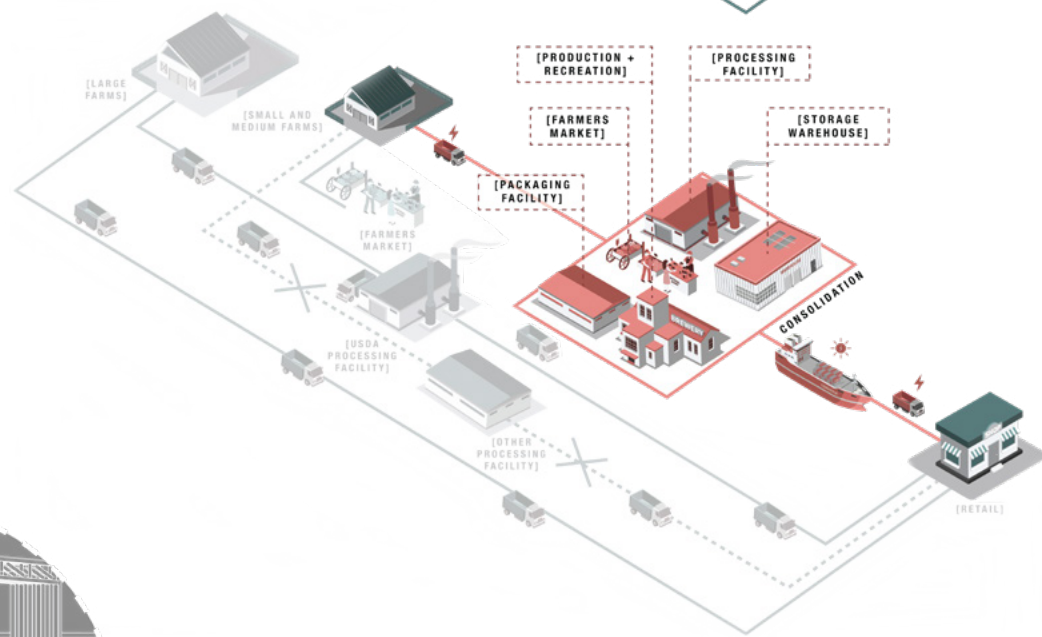 [PRODUCTION +
RECREATION]
[PROCESSING
FACILITY]
[LARGE
FARMS]
[SMALL AND
MEDIUM FARMS]
[FARMERS
MARKET]
[STORAGE
WAREHOUSE]
[PACKAGING
FACILITY]
[FARMERS
MARKET]
BREWERY
CONSOLIDATION
[USDA
PROCESSING
FACILITY]
[OTHER
PROCESSING
FACILITY]
[RETAIL]